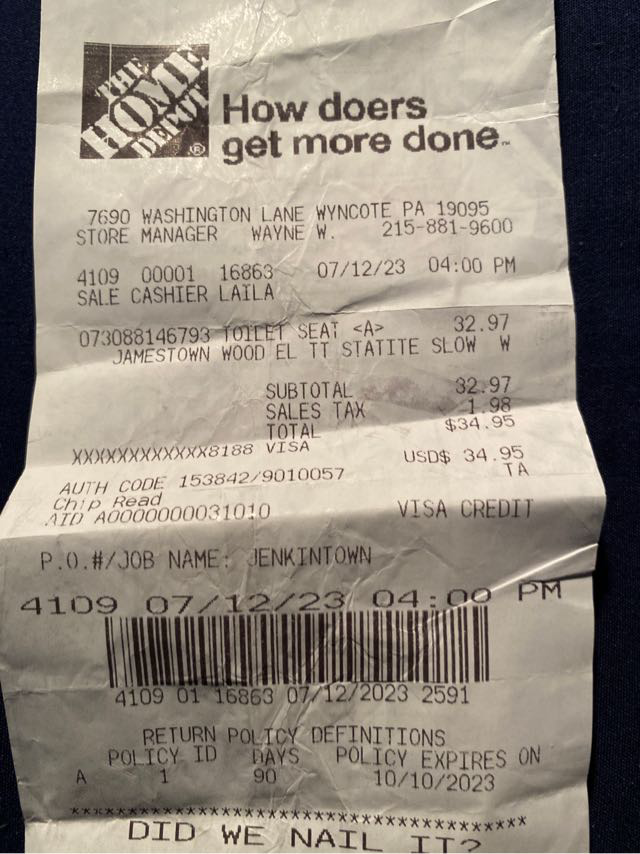 THE
HOME
DEPOT®
How doers
get more done™
7690 WASHINGTON LANE WYNCOTE PA 19095
STORE MANAGER WAYNE W. 215-881-9600
4109 00001 16863 07/12/23 04:00 PM
SALE CASHIER LAILA
073088146793 TOILET SEAT <A> 32.97
JAMESTOWN WOOD EL TT STATITE SLOW W
SUBTOTAL 32.97
SALES TAX 1.98
TOTAL $34.95
XXXXXXXXXXXX8188 VISA
USD$ 34.95
AUTH CODE 153842/9010057 TA
Chip Read
AID A0000000031010 VISA CREDIT
P.O.#/JOB NAME: JENKINTOWN
4109 07/12/23 04:00 PM
4109 01 16863 07/12/2023 2591
RETURN POLICY DEFINITIONS
POLICY ID DAYS POLICY EXPIRES ON
A 1 90 10/10/2023
****************************************
DID WE NAIL IT?